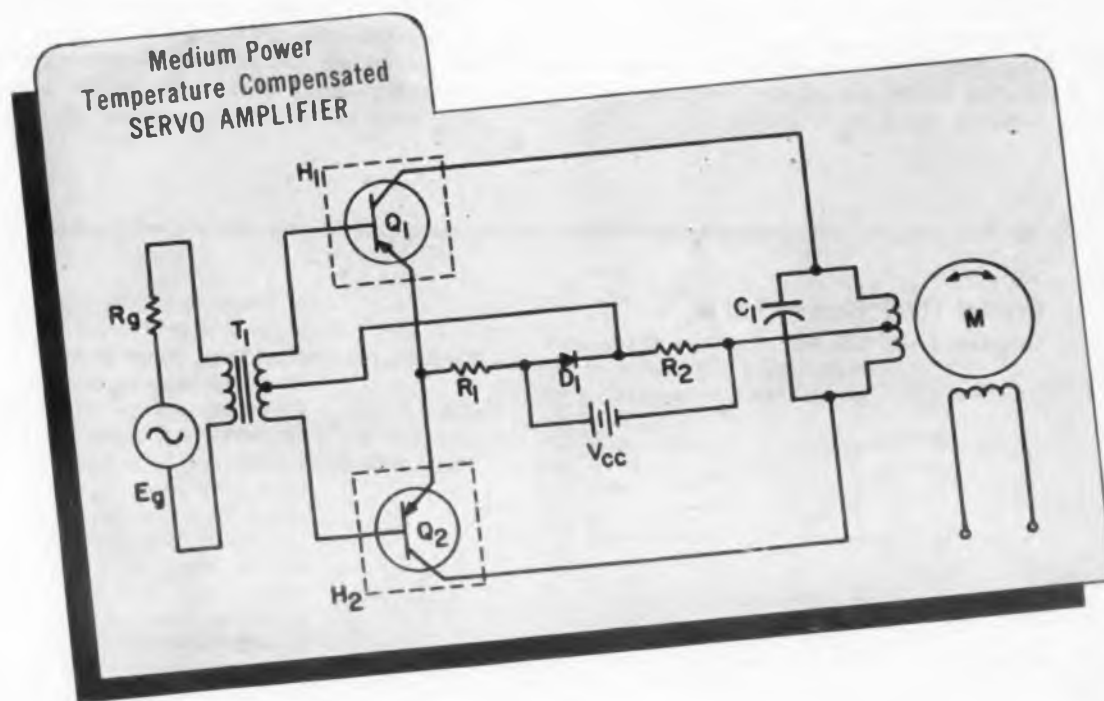 Medium Power
Temperature Compensated
SERVO AMPLIFIER
H1
Q1
Rg
T1
C1
M
R1
D1
R2
Vcc
Eg
Q2
H2